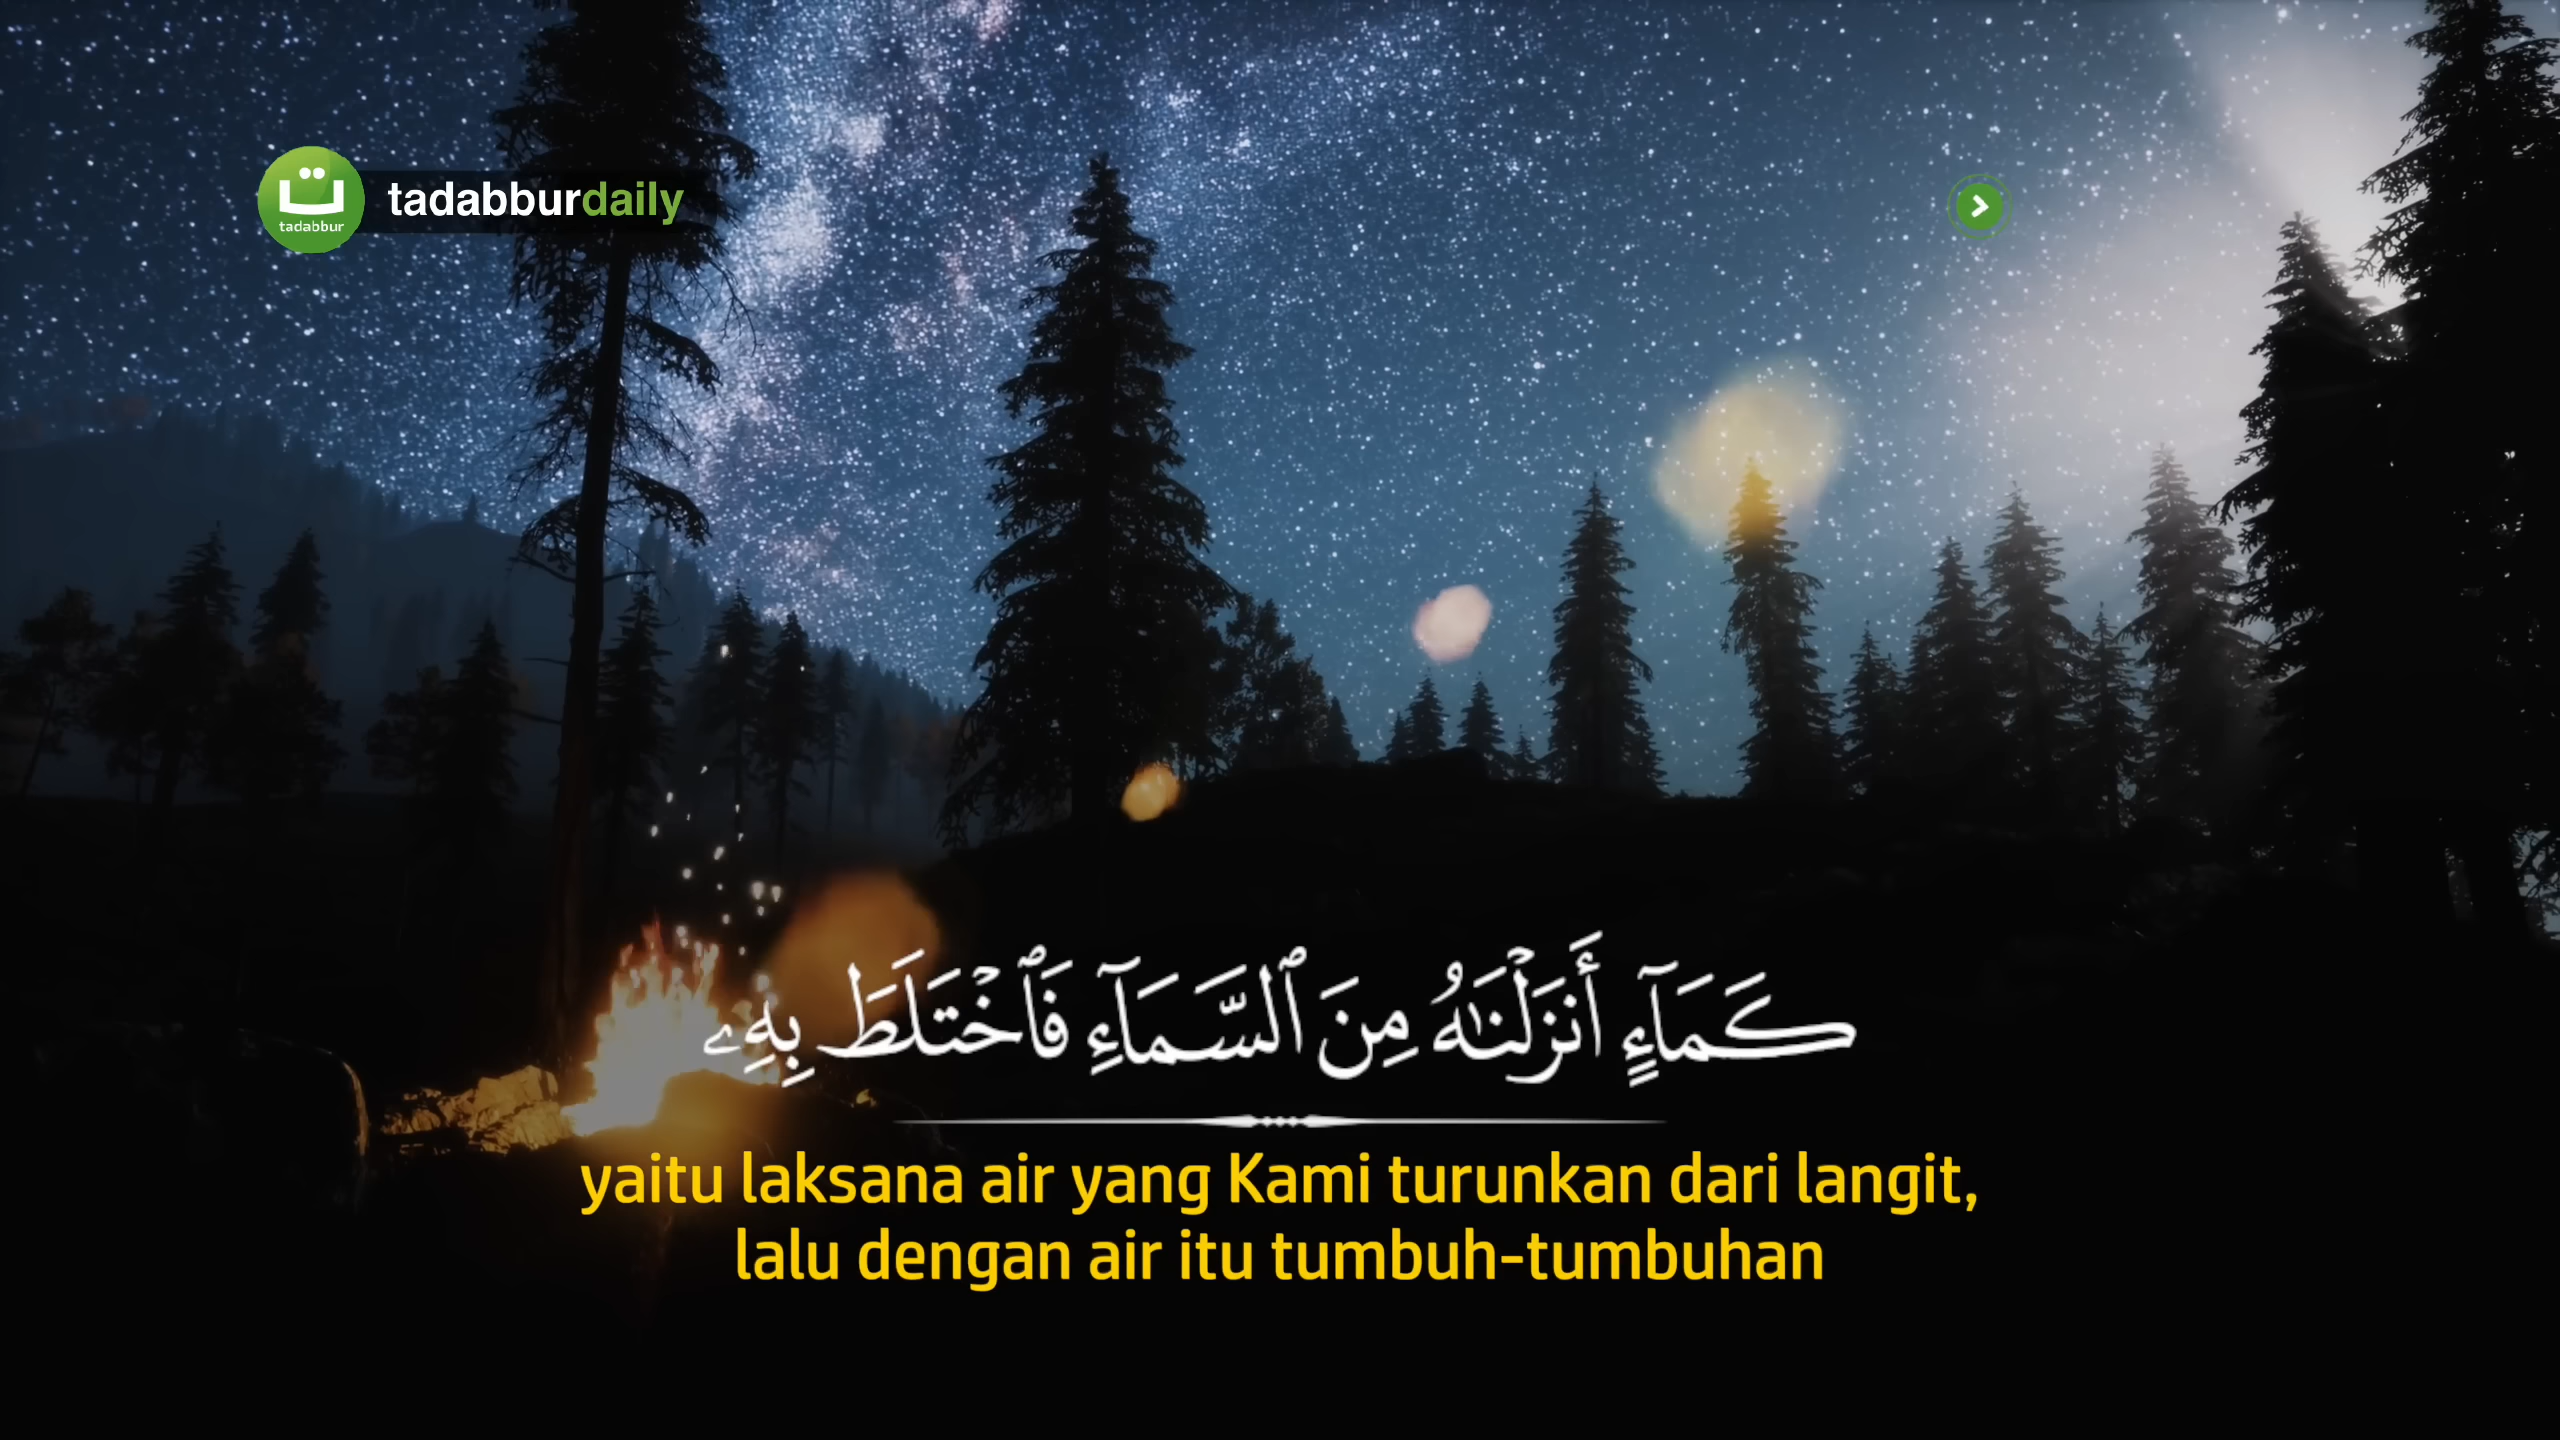 ت
tadabbur
tadabburdaily
كَمَآءٍ أَنزَلْنَٰهُ مِنَ ٱلسَّمَآءِ فَٱخْتَلَطَ بِهِۦ
yaitu laksana air yang Kami turunkan dari langit,
lalu dengan air itu tumbuh-tumbuhan